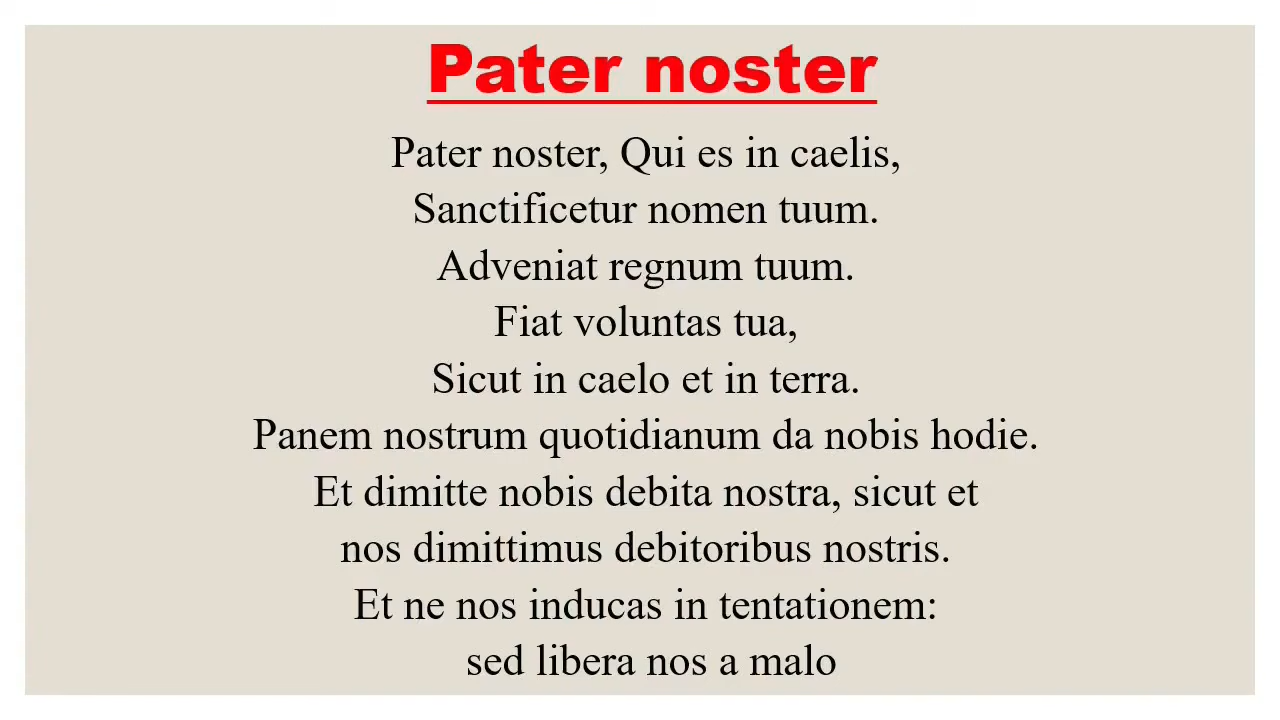 Pater noster
Pater noster, Qui es in caelis,
Sanctificetur nomen tuum.
Adveniat regnum tuum.
Fiat voluntas tua,
Sicut in caelo et in terra.
Panem nostrum quotidianum da nobis hodie.
Et dimitte nobis debita nostra, sicut et
nos dimittimus debitoribus nostris.
Et ne nos inducas in tentationem:
sed libera nos a malo